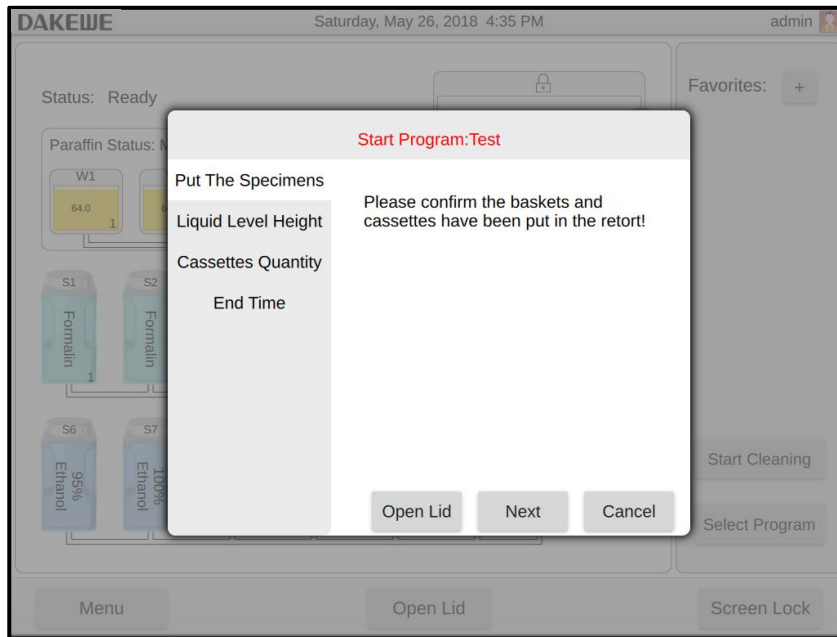 DAKEWE
Saturday, May 26, 2018 4:35 PM
admin
Status: Ready
Favorites: +
Paraffin Status:
W1
64.0
1
Start Program:Test
Put The Specimens
Liquid Level Height
Cassettes Quantity
End Time
Please confirm the baskets and
cassettes have been put in the retort!
S1
S2
Formalin
Formalin
1
S6
S7
95%
Ethanol
100%
Ethanol
Open Lid
Next
Cancel
Start Cleaning
Select Program
Menu
Open Lid
Screen Lock